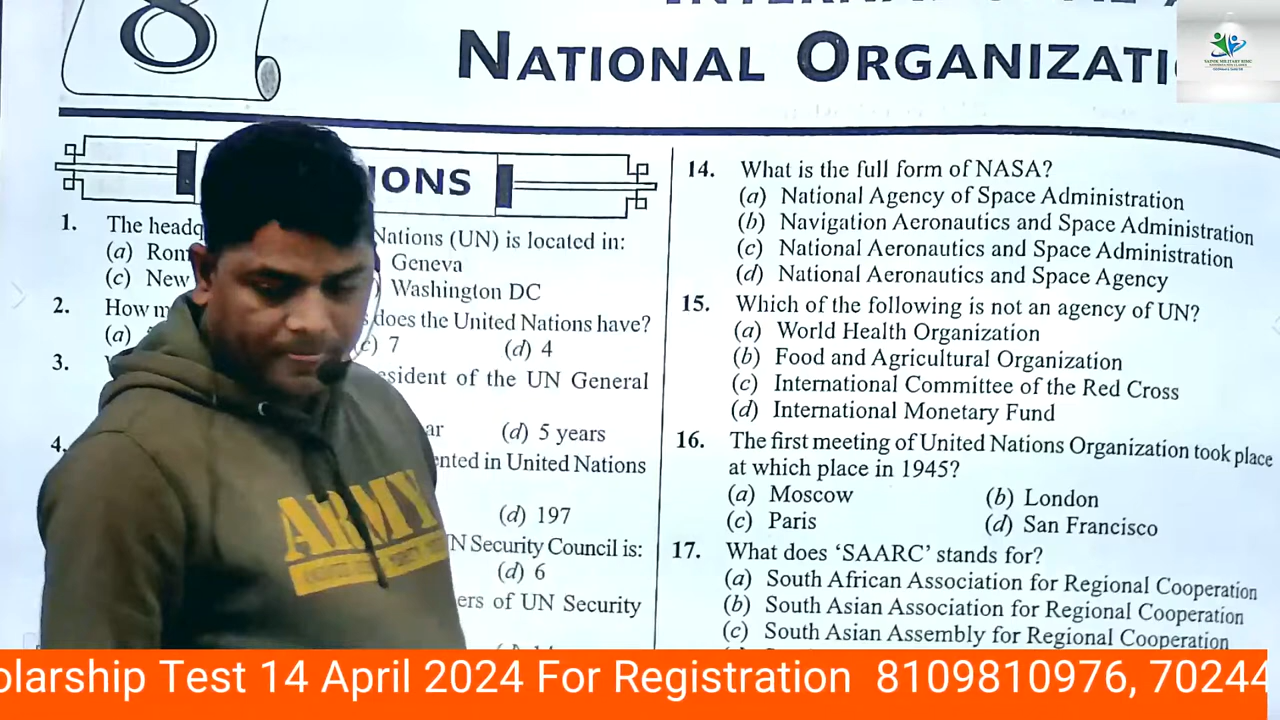 8
NATIONAL ORGANIZATI
IONS
1. The headq Nations (UN) is located in:
(a) Rom Geneva
(c) New Washington DC
2. How m does the United Nations have?
(a) (c) 7 (d) 4
3. esident of the UN General
ar (d) 5 years
4. ented in United Nations
(d) 197
N Security Council is:
(d) 6
ers of UN Security
14. What is the full form of NASA?
(a) National Agency of Space Administration
(b) Navigation Aeronautics and Space Administration
(c) National Aeronautics and Space Administration
(d) National Aeronautics and Space Agency
15. Which of the following is not an agency of UN?
(a) World Health Organization
(b) Food and Agricultural Organization
(c) International Committee of the Red Cross
(d) International Monetary Fund
16. The first meeting of United Nations Organization took place
at which place in 1945?
(a) Moscow (b) London
(c) Paris (d) San Francisco
17. What does ‘SAARC’ stands for?
(a) South African Association for Regional Cooperation
(b) South Asian Association for Regional Cooperation
(c) South Asian Assembly for Regional Cooperation
ARMY
olarship Test 14 April 2024 For Registration 8109810976, 70244